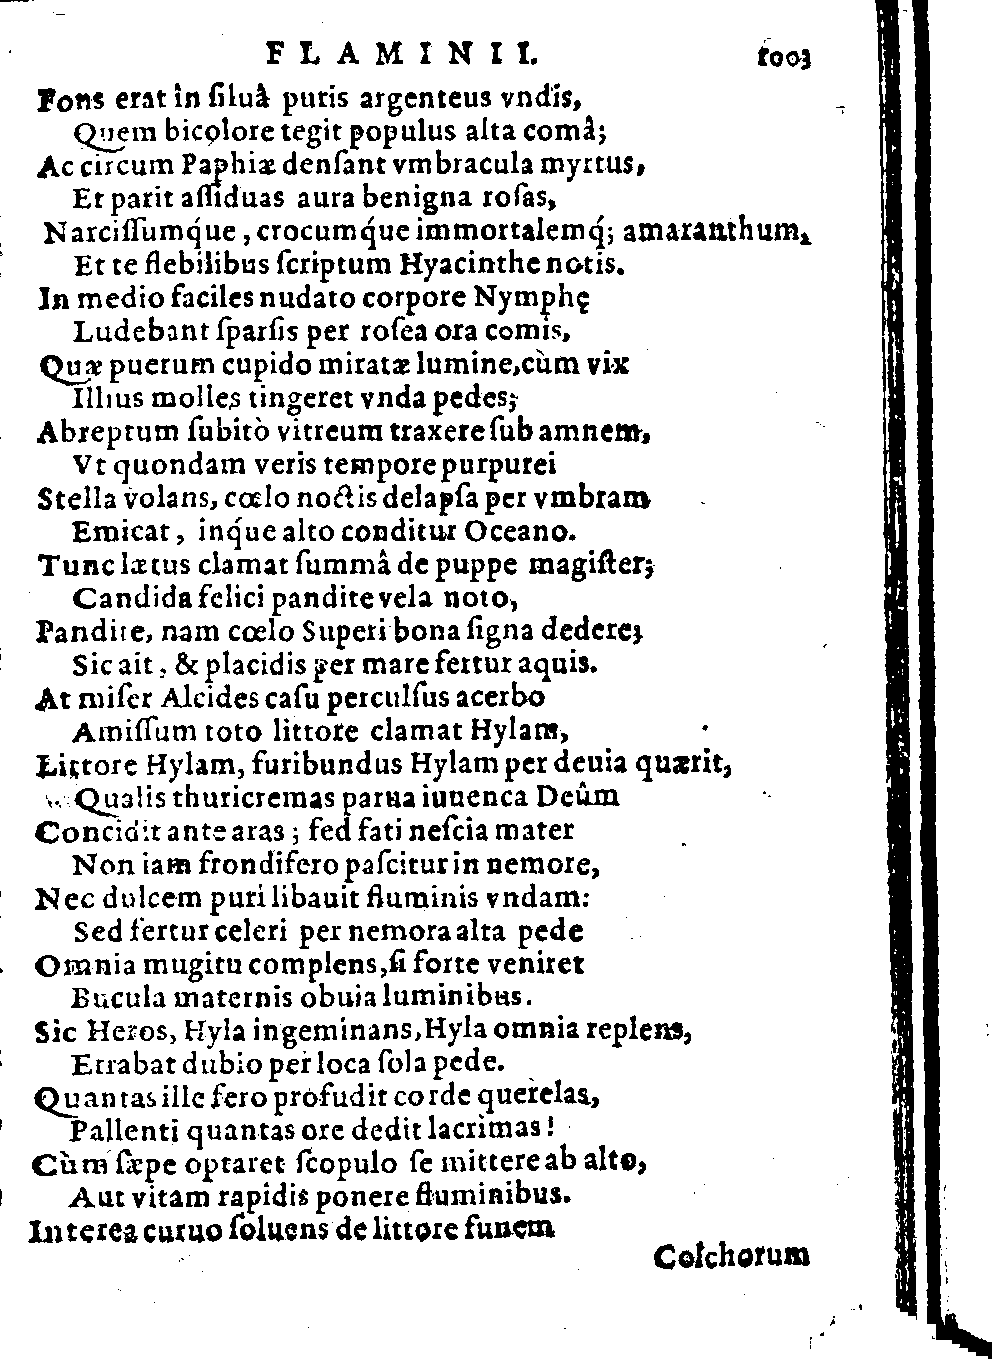 FLAMINII. 1003
Fons erat in ſiluâ puris argenteus vndis,
Quem bicolore tegit populus alta comâ;
Ac circum Paphiæ denſant vmbracula myrtus,
Et parit aſſiduas aura benigna roſas,
Narciſſumq́ue, crocumq́ue immortalemq́; amaranthum,
Et te flebilibus ſcriptum Hyacinthe notis.
In medio faciles nudato corpore Nymphę
Ludebant ſparſis per roſea ora comis,
Quæ puerum cupido miratæ lumine, cùm vix
Illius molles tingeret vnda pedes;
Abreptum ſubitò vitreum traxere ſub amnem,
Vt quondam veris tempore purpurei
Stella volans, cœlo noctis delapſa per vmbram
Emicat, inq́ue alto conditur Oceano.
Tunc lætus clamat ſummâ de puppe magiſter;
Candida felici pandite vela noto,
Pandite, nam cœlo Superi bona ſigna dedere;
Sic ait, & placidis per mare fertur aquis.
At miſer Alcides caſu perculſus acerbo
Amiſſum toto littore clamat Hylam,
Littore Hylam, furibundus Hylam per deuia quærit,
Qualis thuricremas parua iuuenca Deûm
Concidit ante aras; ſed fati neſcia mater
Non iam frondifero paſcitur in nemore,
Nec dulcem puri libauit fluminis vndam:
Sed fertur celeri per nemora alta pede
Omnia mugitu complens, ſi forte veniret
Bucula maternis obuia luminibus.
Sic Heros, Hyla ingeminans, Hyla omnia replens,
Errabat dubio per loca ſola pede.
Quantas ille fero profudit corde querelas,
Pallenti quantas ore dedit lacrimas!
Cùm ſæpe optaret ſcopulo ſe mittere ab alto,
Aut vitam rapidis ponere fluminibus.
Interea curuo ſoluens de littore funem
Colchorum